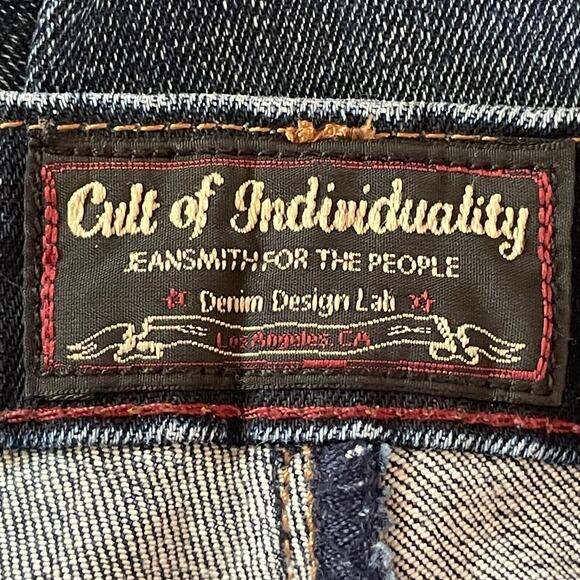 Cult of Individuality
JEANSMITH FOR THE PEOPLE
Denim Design Lab
Los Angeles, CA